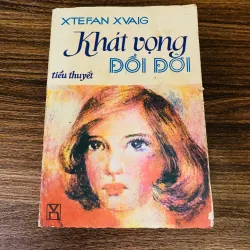 XTEFAN XVAIG
Khát vọng
ĐỔI ĐỜI
tiểu thuyết